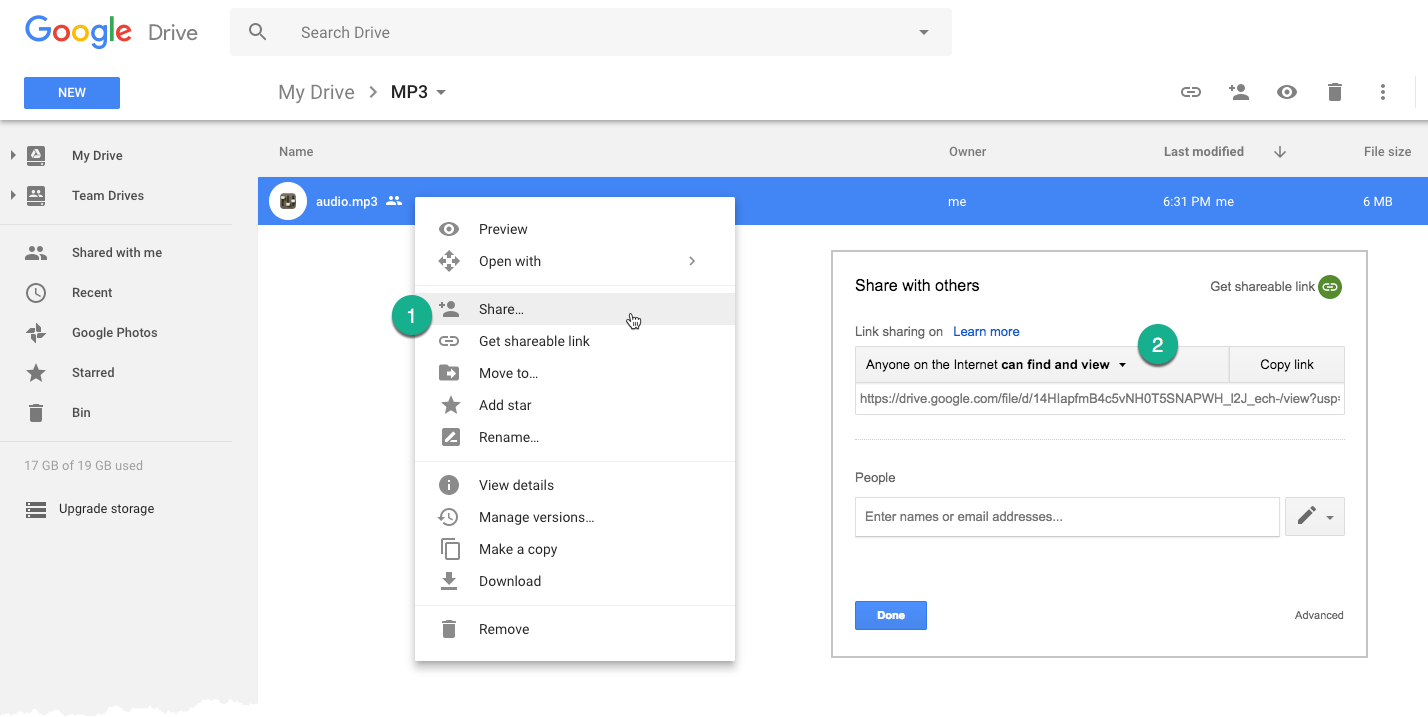 Google Drive
Search Drive
NEW
My Drive > MP3
Name
Owner
Last modified
File size
My Drive
Team Drives
Shared with me
Recent
Google Photos
Starred
Bin
17 GB of 19 GB used
Upgrade storage
audio.mp3
me
6:31 PM me
6 MB
Preview
Open with
1
Share...
Get shareable link
Move to...
Add star
Rename...
View details
Manage versions...
Make a copy
Download
Remove
Share with others
Get shareable link
Link sharing on Learn more
2
Anyone on the Internet can find and view
Copy link
https://drive.google.com/file/d/14HIapfmB4c5vNH0T5SNAPWH_I2J_ech-/view?usp=
People
Enter names or email addresses...
Done
Advanced